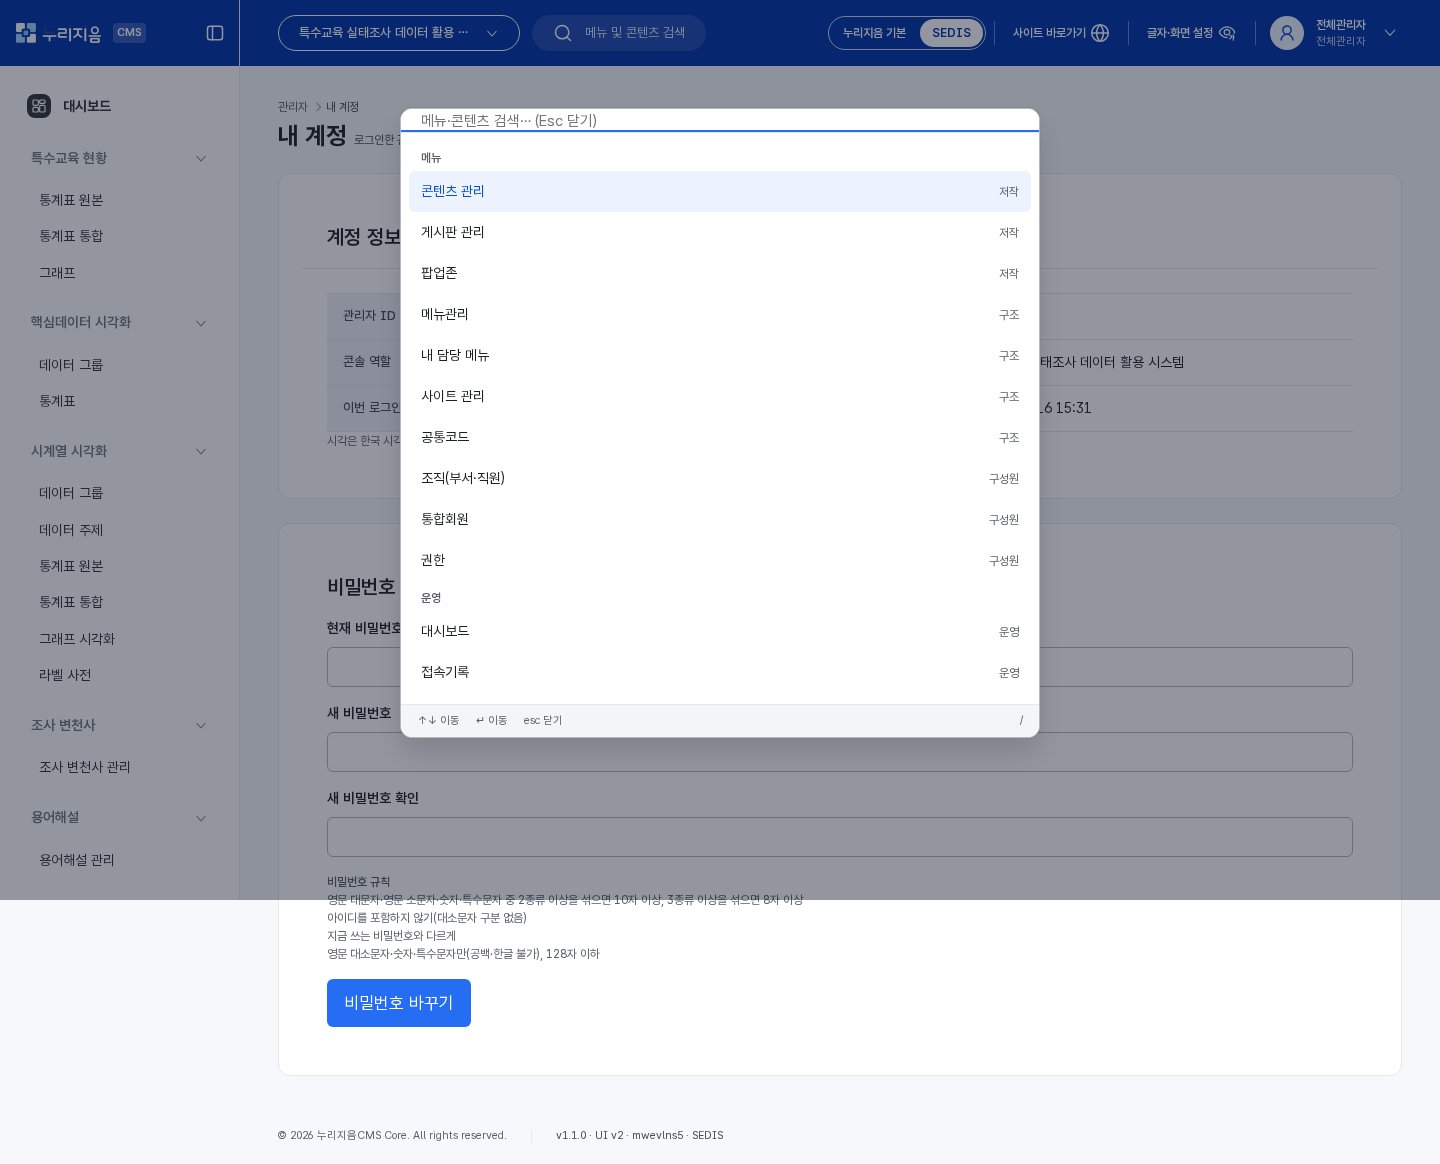 누리지음 CMS
특수교육 실태조사 데이터 활용 ···
메뉴 및 콘텐츠 검색
누리지음 기본
SEDIS
사이트 바로가기
글자·화면 설정
전체관리자
전체관리자
대시보드
특수교육 현황
통계표 원본
통계표 통합
그래프
핵심데이터 시각화
데이터 그룹
통계표
시계열 시각화
데이터 그룹
데이터 주제
통계표 원본
통계표 통합
그래프 시각화
라벨 사전
조사 변천사
조사 변천사 관리
용어해설
용어해설 관리
관리자 > 내 계정
내 계정 로그인한
계정 정보
관리자 ID
콘솔 역할
태조사 데이터 활용 시스템
이번 로그인
16 15:31
시각은 한국 시각
메뉴·콘텐츠 검색··· (Esc 닫기)
메뉴
콘텐츠 관리 저작
게시판 관리 저작
팝업존 저작
메뉴관리 구조
내 담당 메뉴 구조
사이트 관리 구조
공통코드 구조
조직(부서·직원) 구성원
통합회원 구성원
권한 구성원
운영
대시보드 운영
접속기록 운영
↑↓ 이동 ↵ 이동 esc 닫기 /
비밀번호
현재 비밀번호
새 비밀번호
새 비밀번호 확인
비밀번호 규칙
영문 대문자·영문 소문자·숫자·특수문자 중 2종류 이상을 섞으면 10자 이상, 3종류 이상을 섞으면 8자 이상
아이디를 포함하지 않기(대소문자 구분 없음)
지금 쓰는 비밀번호와 다르게
영문 대소문자·숫자·특수문자만(공백·한글 불가), 128자 이하
비밀번호 바꾸기
© 2026 누리지음CMS Core. All rights reserved.
v1.1.0 · UI v2 · mwevlns5 · SEDIS